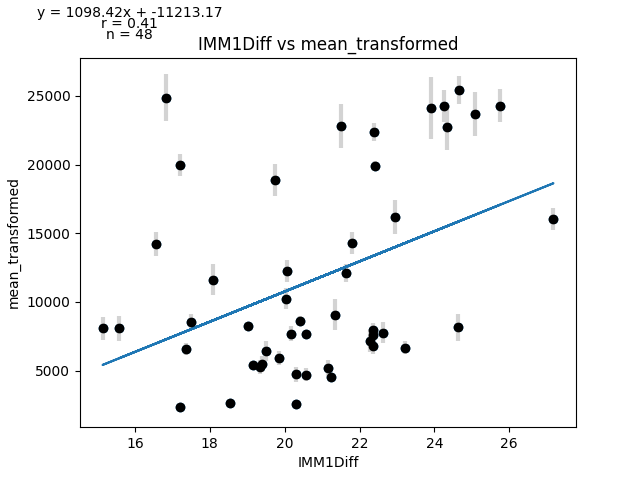 y = 1098.42x + -11213.17
r = 0.41
n = 48
IMM1Diff vs mean_transformed
mean_transformed
25000
20000
15000
10000
5000
16 18 20 22 24 26
IMM1Diff